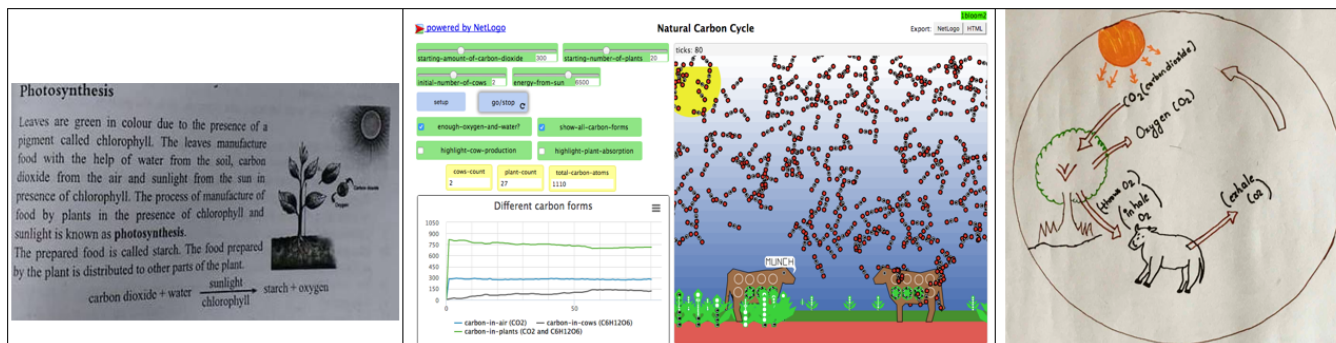 Photosynthesis
Leaves are green in colour due to the presence of a
pigment called chlorophyll. The leaves manufacture
food with the help of water from the soil, carbon
dioxide from the air and sunlight from the sun in
presence of chlorophyll. The process of manufacture of
food by plants in the presence of chlorophyll and
sunlight is known as photosynthesis.
The prepared food is called starch. The food prepared
by the plant is distributed to other parts of the plant.
carbon dioxide + water sunlight chlorophyll starch + oxygen
Carbon dioxide
Oxygen
powered by NetLogo
Natural Carbon Cycle
Export: NetLogo HTML
starting-amount-of-carbon-dioxide 300
starting-number-of-plants 20
initial-number-of-cows 2
energy-from-sun
setup
go/stop
enough-oxygen-and-water?
show-all-carbon-forms
highlight-cow-production
highlight-plant-absorption
cows-count
2
plant-count
27
total-carbon-atoms
1110
Different carbon forms
1050
900
750
600
450
300
150
0
0
50
carbon-in-air (CO2)
carbon-in-cows (C6H12O6)
carbon-in-plants (CO2 and C6H12O6)
ticks: 80
MUNCH
CO2 (carbondioxide)
Oxygen (O2)
(inhale
O2)
(exhale
CO2)